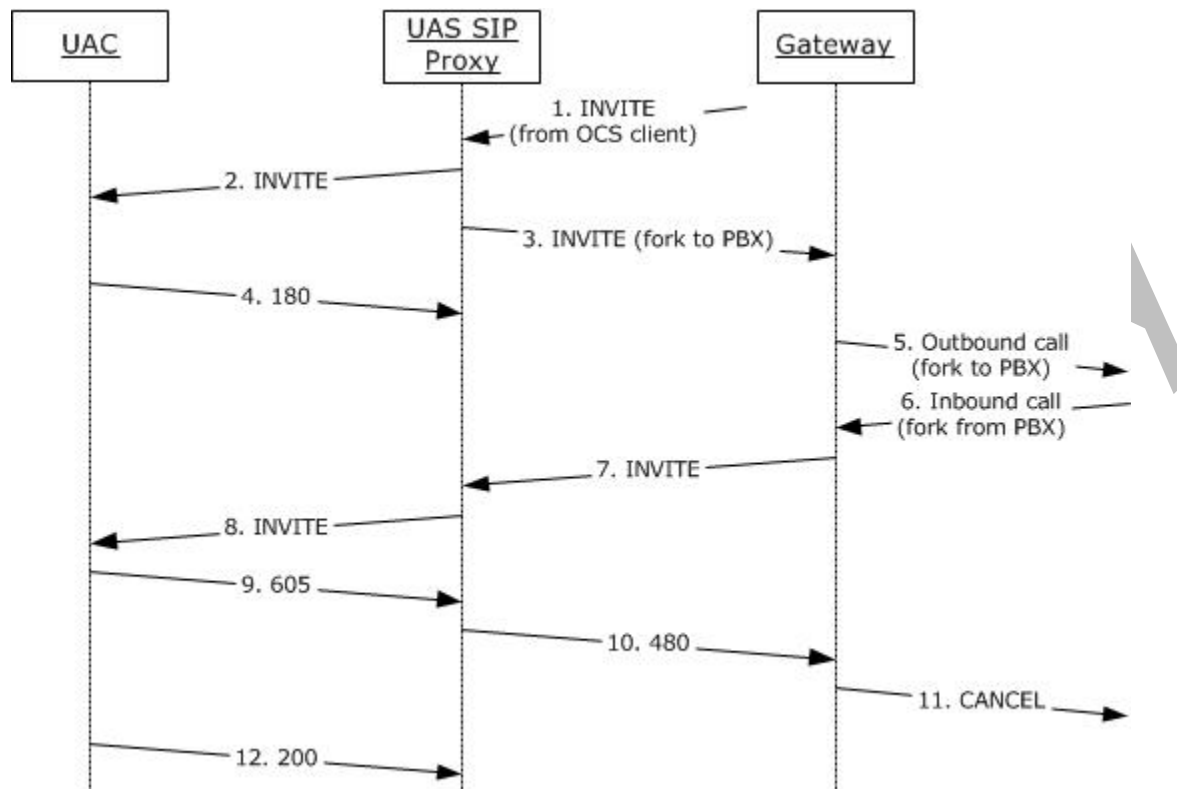 UAC
UAS SIP
Proxy
Gateway
1. INVITE
(from OCS client)
2. INVITE
3. INVITE (fork to PBX)
4. 180
5. Outbound call
(fork to PBX)
6. Inbound call
(fork from PBX)
7. INVITE
8. INVITE
9. 605
10. 480
11. CANCEL
12. 200